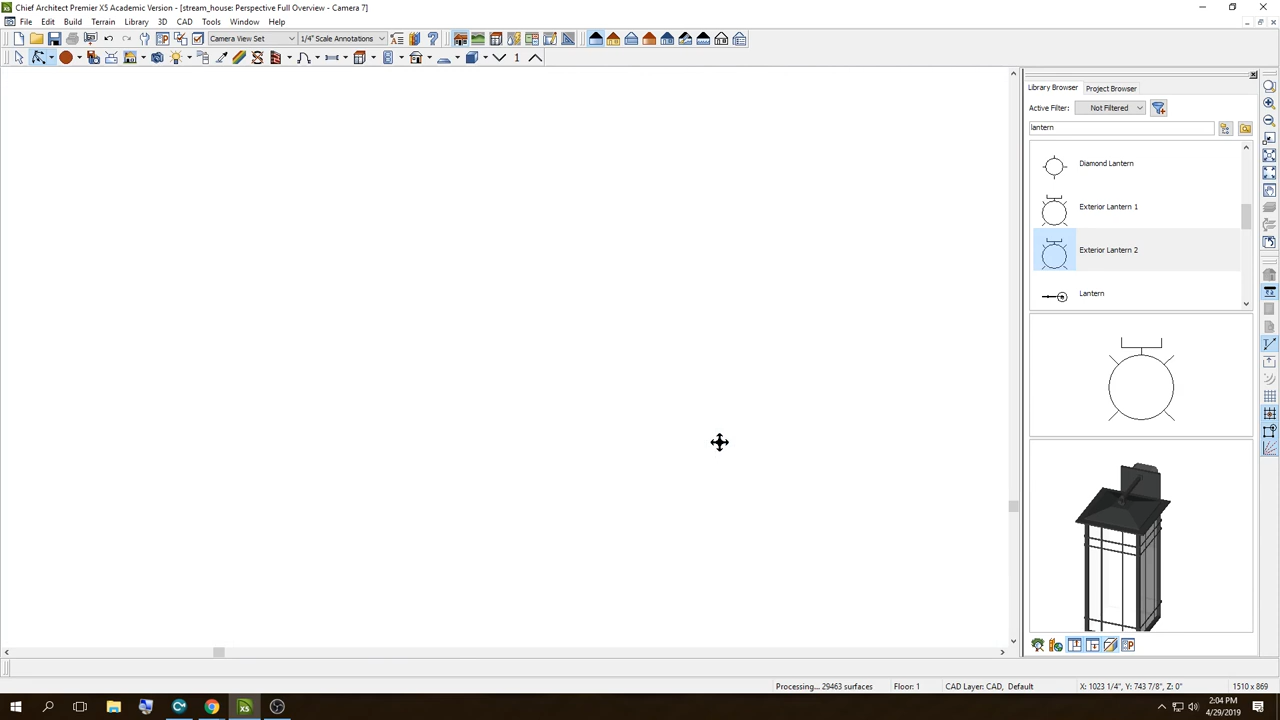 Chief Architect Premier X5 Academic Version - [stream_house: Perspective Full Overview - Camera 7]
File Edit Build Terrain Library 3D CAD Tools Window Help
Camera View Set 1/4" Scale Annotations
1
Library Browser Project Browser
Active Filter: Not Filtered
lantern
Diamond Lantern
Exterior Lantern 1
Exterior Lantern 2
Lantern
Processing... 29463 surfaces Floor: 1 CAD Layer: CAD, Default X: 1023 1/4", Y: 743 7/8", Z: 0" 1510 x 869
2:04 PM
4/29/2019